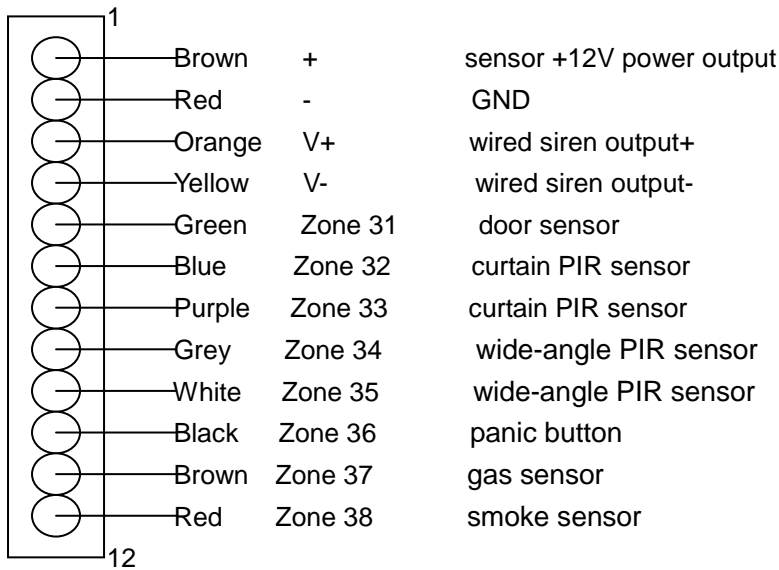 1
Brown + sensor +12V power output
Red - GND
Orange V+ wired siren output+
Yellow V- wired siren output-
Green Zone 31 door sensor
Blue Zone 32 curtain PIR sensor
Purple Zone 33 curtain PIR sensor
Grey Zone 34 wide-angle PIR sensor
White Zone 35 wide-angle PIR sensor
Black Zone 36 panic button
Brown Zone 37 gas sensor
Red Zone 38 smoke sensor
12